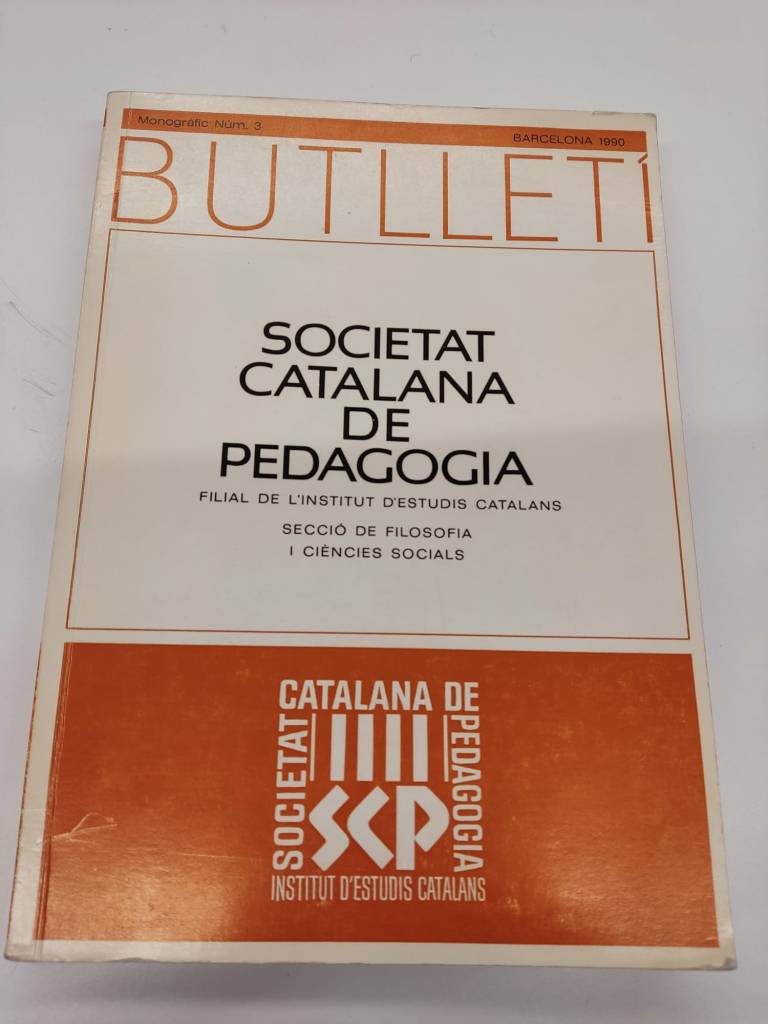 Monogràfic Núm. 3
BARCELONA 1990
BUTLLETÍ
SOCIETAT
CATALANA
DE
PEDAGOGIA
FILIAL DE L'INSTITUT D'ESTUDIS CATALANS
SECCIÓ DE FILOSOFIA
I CIÈNCIES SOCIALS
SOCIETAT
CATALANA DE
PEDAGOGIA
SCP
INSTITUT D'ESTUDIS CATALANS